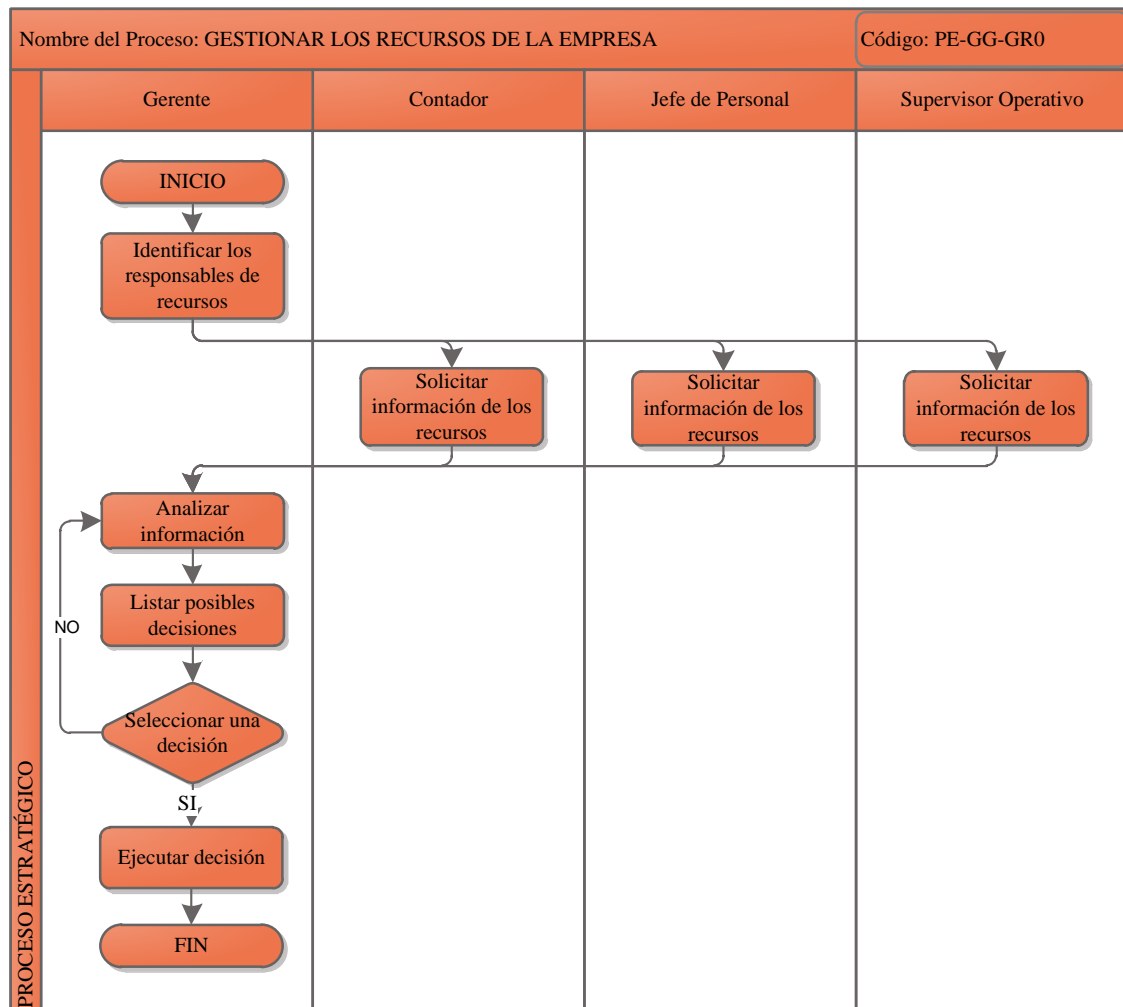 Nombre del Proceso: GESTIONAR LOS RECURSOS DE LA EMPRESA
Código: PE-GG-GR0
Gerente
Contador
Jefe de Personal
Supervisor Operativo
PROCESO ESTRATÉGICO
INICIO
Identificar los
responsables de
recursos
Solicitar
información de los
recursos
Solicitar
información de los
recursos
Solicitar
información de los
recursos
Analizar
información
Listar posibles
decisiones
NO
Seleccionar una
decisión
SI
Ejecutar decisión
FIN